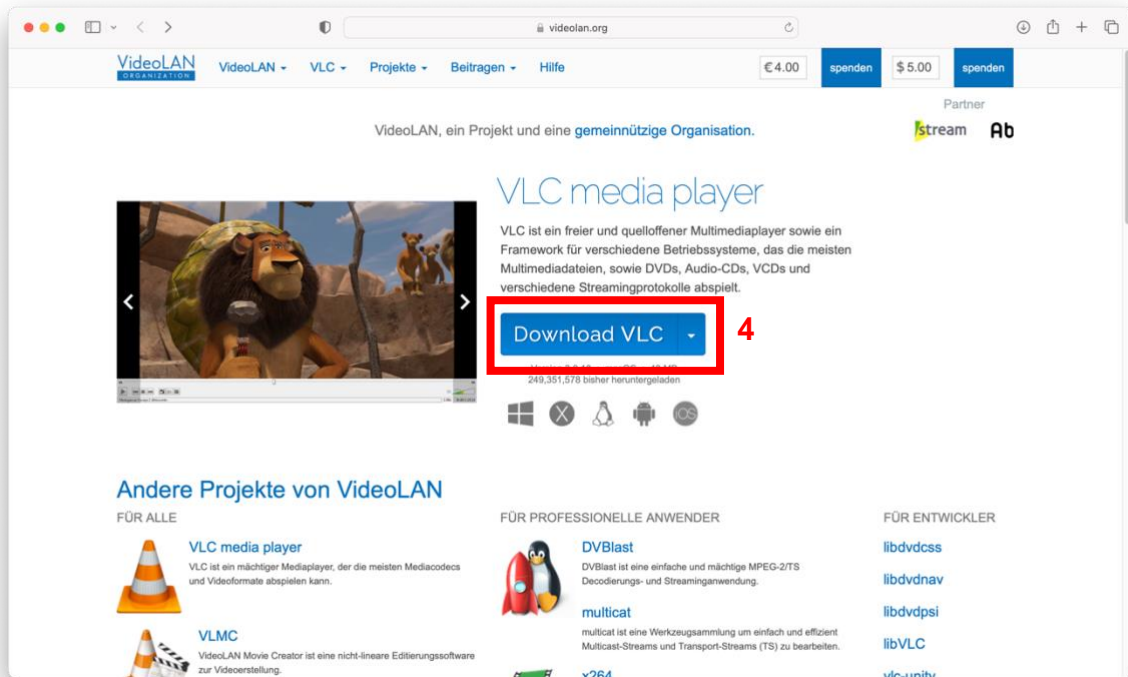 videolan.org
VideoLAN
ORGANIZATION
VideoLAN VLC Projekte Beitragen Hilfe
€ 4.00 spenden $ 5.00 spenden
Partner
stream Ab
VideoLAN, ein Projekt und eine gemeinnützige Organisation.
VLC media player
VLC ist ein freier und quelloffener Multimediaplayer sowie ein
Framework für verschiedene Betriebssysteme, das die meisten
Multimediadateien, sowie DVDs, Audio-CDs, VCDs und
verschiedene Streamingprotokolle abspielt.
Download VLC
4
249,351,578 bisher heruntergeladen
iOS
Andere Projekte von VideoLAN
FÜR ALLE
VLC media player
VLC ist ein mächtiger Mediaplayer, der die meisten Mediacodecs
und Videoformate abspielen kann.
VLMC
VideoLAN Movie Creator ist eine nicht-lineare Editierungssoftware
zur Videoerstellung.
FÜR PROFESSIONELLE ANWENDER
DVBlast
DVBlast ist eine einfache und mächtige MPEG-2/TS
Decodierungs- und Streaminganwendung.
multicat
multicat ist eine Werkzeugsammlung um einfach und effizient
Multicast-Streams und Transport-Streams (TS) zu bearbeiten.
x264
FÜR ENTWICKLER
libdvdcss
libdvdnav
libdvdpsi
libVLC
vlc-unity